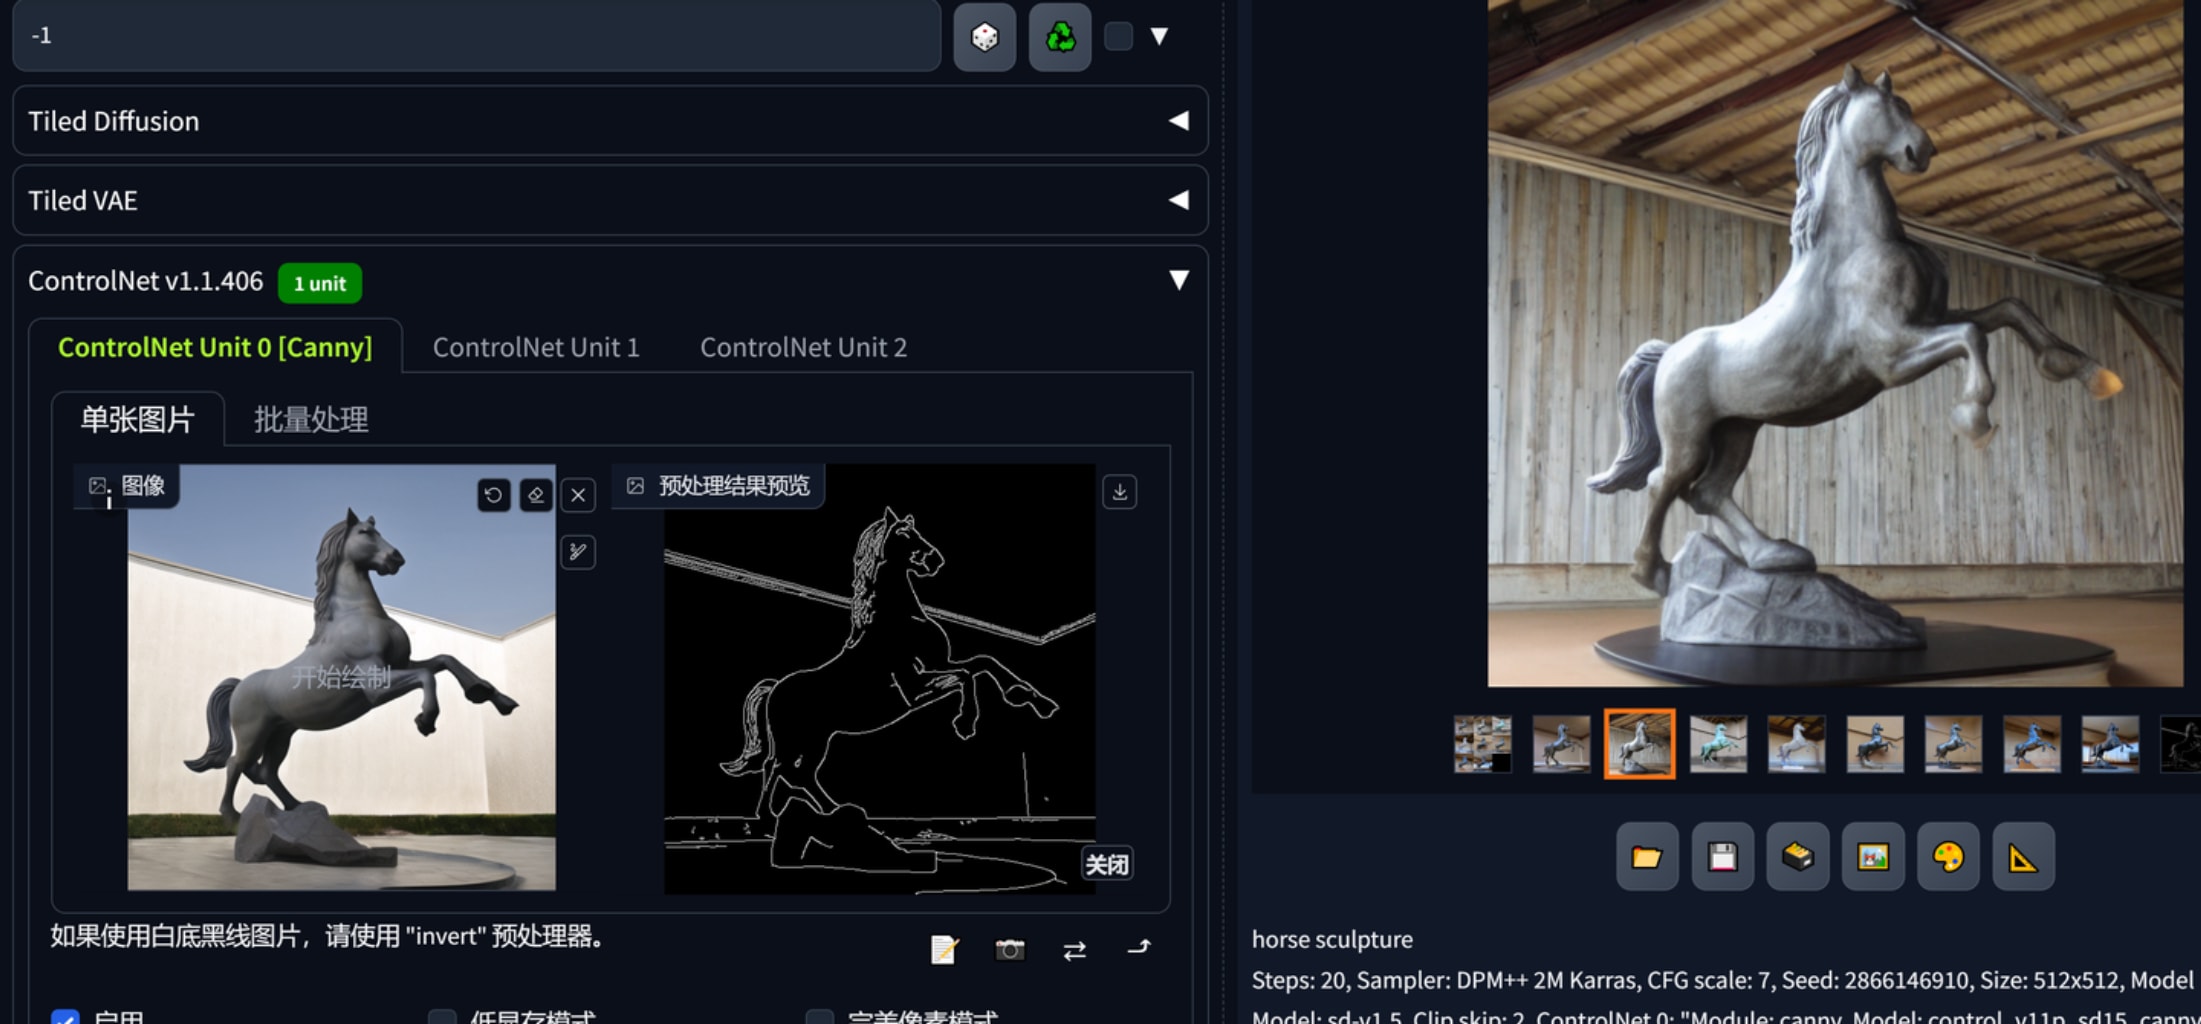 -1
Tiled Diffusion
Tiled VAE
ControlNet v1.1.406 1 unit
ControlNet Unit 0 [Canny] ControlNet Unit 1 ControlNet Unit 2
单张图片 批量处理
图像 预处理结果预览
开始绘制
关闭
如果使用白底黑线图片，请使用 "invert" 预处理器。
启用 低显存模式 完美像素模式
horse sculpture
Steps: 20, Sampler: DPM++ 2M Karras, CFG scale: 7, Seed: 2866146910, Size: 512x512, Model
Model: sd-v1.5, Clip skip: 2, ControlNet 0: "Module: canny, Model: control_v11p_sd15_canny